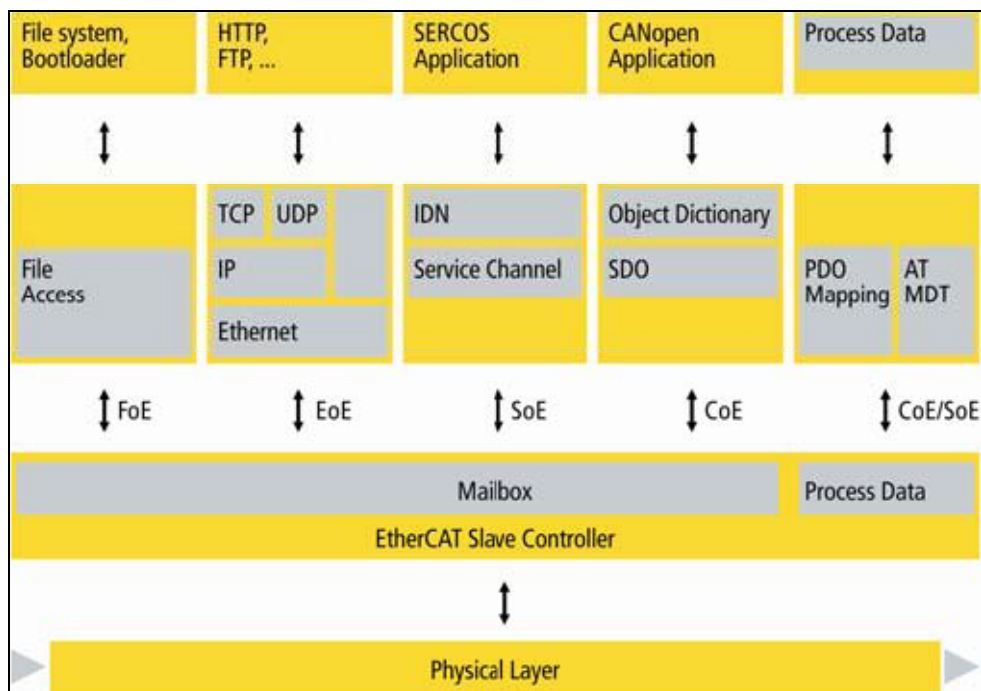 File system,
Bootloader
HTTP,
FTP, ...
SERCOS
Application
CANopen
Application
Process Data
File
Access
TCP
UDP
IP
Ethernet
IDN
Service Channel
Object Dictionary
SDO
PDO
Mapping
AT
MDT
FoE
EoE
SoE
CoE
CoE/SoE
Mailbox
Process Data
EtherCAT Slave Controller
Physical Layer